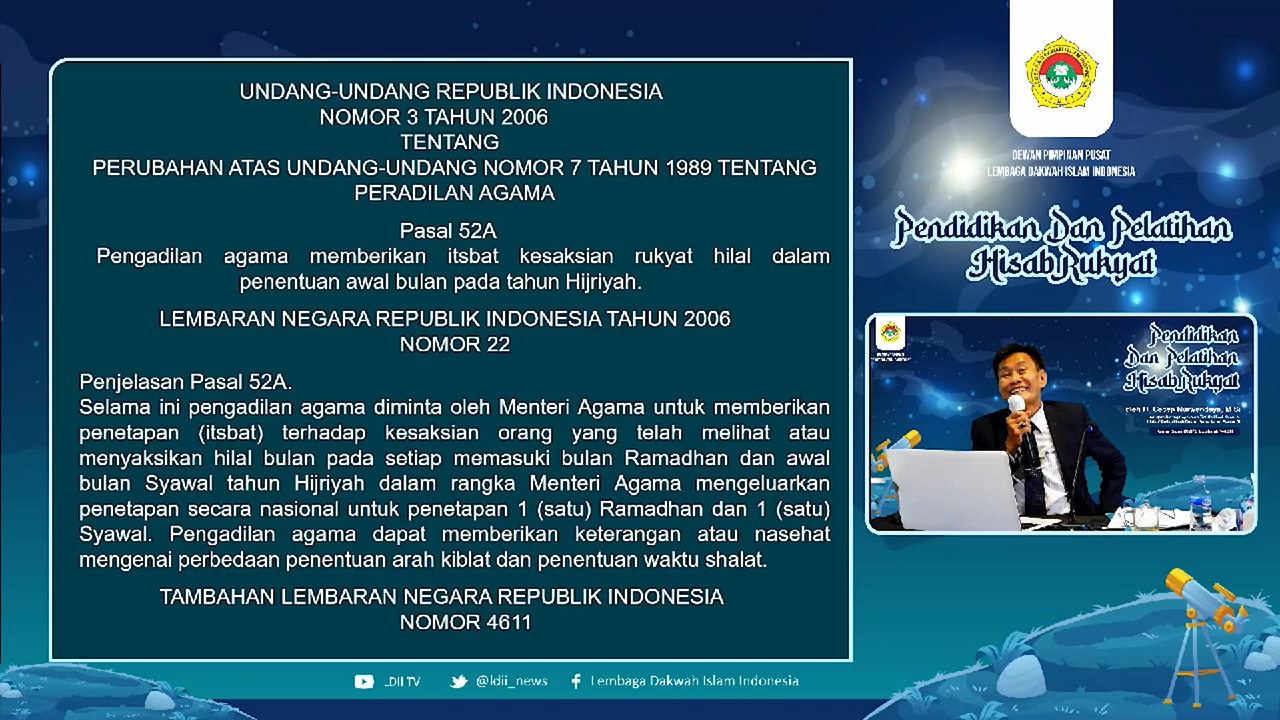 UNDANG-UNDANG REPUBLIK INDONESIA
NOMOR 3 TAHUN 2006
TENTANG
PERUBAHAN ATAS UNDANG-UNDANG NOMOR 7 TAHUN 1989 TENTANG
PERADILAN AGAMA
Pasal 52A
Pengadilan agama memberikan itsbat kesaksian rukyat hilal dalam
penentuan awal bulan pada tahun Hijriyah.
LEMBARAN NEGARA REPUBLIK INDONESIA TAHUN 2006
NOMOR 22
Penjelasan Pasal 52A.
Selama ini pengadilan agama diminta oleh Menteri Agama untuk memberikan
penetapan (itsbat) terhadap kesaksian orang yang telah melihat atau
menyaksikan hilal bulan pada setiap memasuki bulan Ramadhan dan awal
bulan Syawal tahun Hijriyah dalam rangka Menteri Agama mengeluarkan
penetapan secara nasional untuk penetapan 1 (satu) Ramadhan dan 1 (satu)
Syawal. Pengadilan agama dapat memberikan keterangan atau nasehat
mengenai perbedaan penentuan arah kiblat dan penentuan waktu shalat.
TAMBAHAN LEMBARAN NEGARA REPUBLIK INDONESIA
NOMOR 4611
DEWAN PIMPINAN PUSAT
LEMBAGA DAKWAH ISLAM INDONESIA
Pendidikan Dan Pelatihan
Hisab Rukyat
Pendidikan
Dan Pelatihan
Hisab Rukyat
LDII TV
@ldii_news
Lembaga Dakwah Islam Indonesia